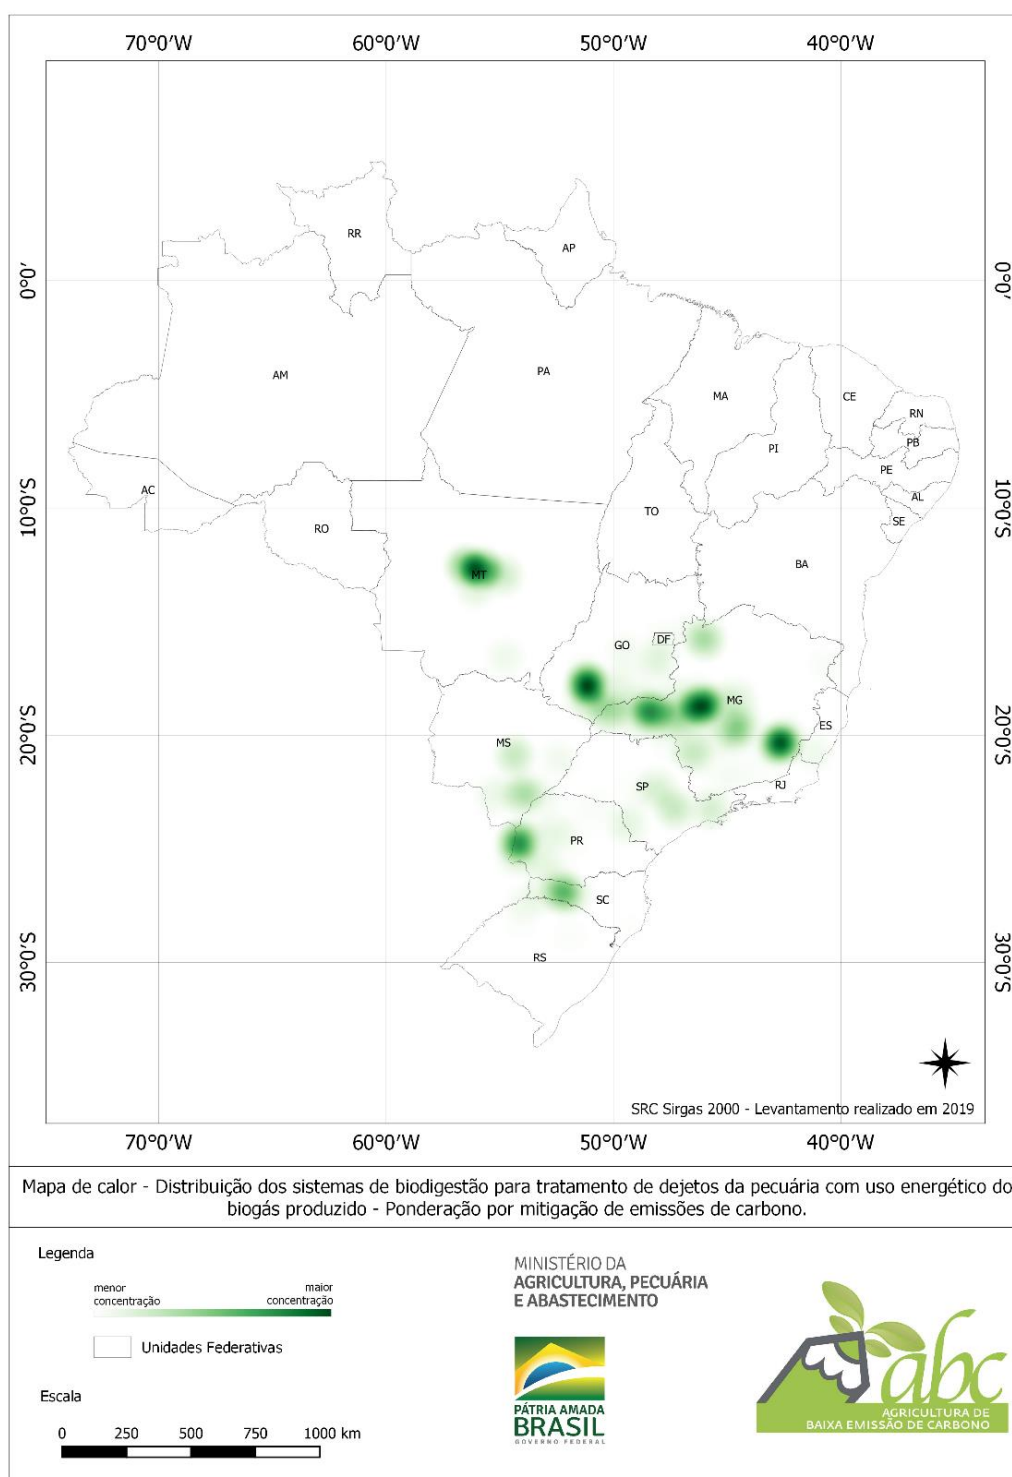 70°0'W 60°0'W 50°0'W 40°0'W
RR
AP
0°0' 0°0'
AM
PA
MA
CE
RN
PB
PI
PE
AL
SE
AC
RO
TO
BA
10°0'S 10°0'S
MT
GO
DF
MG
ES
20°0'S 20°0'S
MS
SP
RJ
PR
SC
RS
30°0'S 30°0'S
SRC Sirgas 2000 - Levantamento realizado em 2019
70°0'W 60°0'W 50°0'W 40°0'W
Mapa de calor - Distribuição dos sistemas de biodigestão para tratamento de dejetos da pecuária com uso energético do
biogás produzido - Ponderação por mitigação de emissões de carbono.
Legenda
menor maior
concentração concentração
Unidades Federativas
Escala
0 250 500 750 1000 km
MINISTÉRIO DA
AGRICULTURA, PECUÁRIA
E ABASTECIMENTO
PÁTRIA AMADA
BRASIL
GOVERNO FEDERAL
abc
AGRICULTURA DE
BAIXA EMISSÃO DE CARBONO